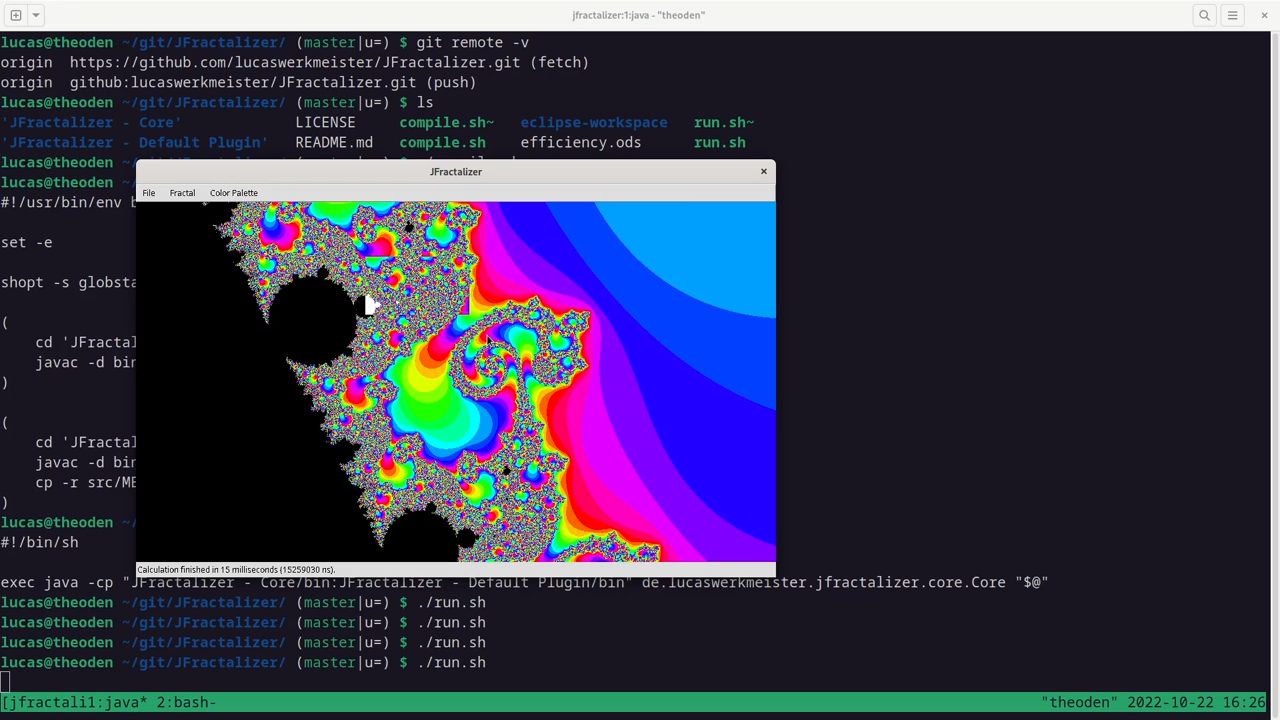 jfractalizer:1:java - "theoden"
lucas@theoden ~/git/JFractalizer/ (master|u=) $ git remote -v
origin  https://github.com/lucaswerkmeister/JFractalizer.git (fetch)
origin  github:lucaswerkmeister/JFractalizer.git (push)
lucas@theoden ~/git/JFractalizer/ (master|u=) $ ls
'JFractalizer - Core'  LICENSE  compile.sh~  eclipse-workspace  run.sh~
'JFractalizer - Default Plugin'  README.md  compile.sh  efficiency.ods  run.sh
lucas@theoden ~/git/JFractalizer/
lucas@theoden
#!/usr/bin/env
set -e
shopt -s globsta
(
cd 'JFracta
javac -d bin
)
(
cd 'JFracta
javac -d bin
cp -r src/ME
)
lucas@theoden
#!/bin/sh
exec java -cp "JFractalizer - Core/bin:JFractalizer - Default Plugin/bin" de.lucaswerkmeister.jfractalizer.core.Core "$@"
lucas@theoden ~/git/JFractalizer/ (master|u=) $ ./run.sh
lucas@theoden ~/git/JFractalizer/ (master|u=) $ ./run.sh
lucas@theoden ~/git/JFractalizer/ (master|u=) $ ./run.sh
lucas@theoden ~/git/JFractalizer/ (master|u=) $ ./run.sh
JFractalizer
File  Fractal  Color Palette
Calculation finished in 15 milliseconds (15259030 ns).
[jfractali1:java* 2:bash-  "theoden" 2022-10-22 16:26